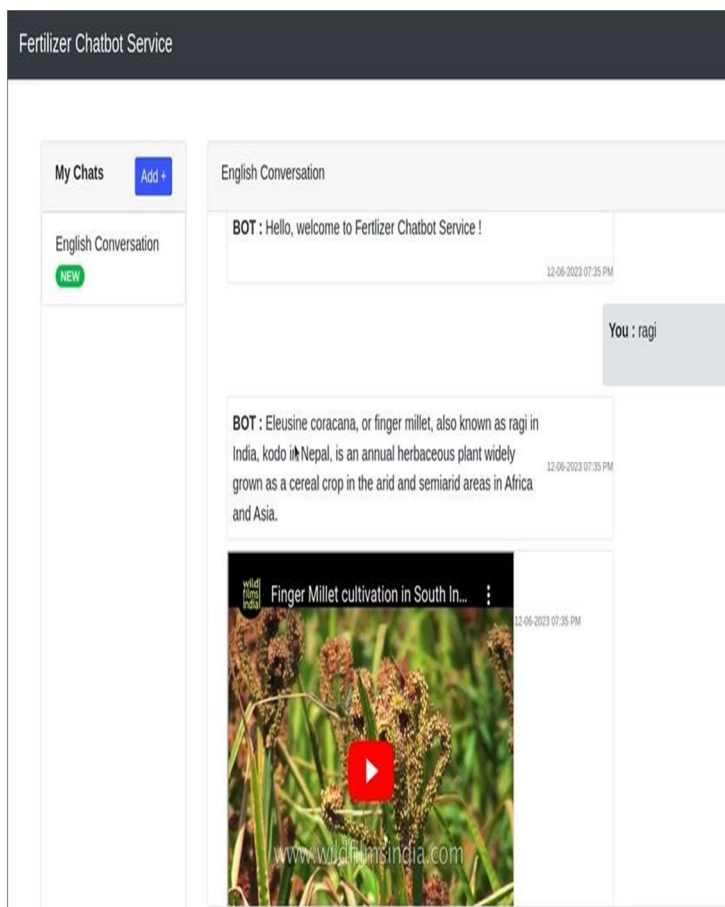 Fertilizer Chatbot Service
My Chats
Add +
English Conversation
NEW
English Conversation
BOT : Hello, welcome to Fertlizer Chatbot Service !
12-06-2023 07:35 PM
You : ragi
BOT : Eleusine coracana, or finger millet, also known as ragi in
India, kodo in Nepal, is an annual herbaceous plant widely
grown as a cereal crop in the arid and semiarid areas in Africa
and Asia.
12-06-2023 07:35 PM
wild
films
india
Finger Millet cultivation in South In...
12-06-2023 07:35 PM
www.wildfilmsindia.com